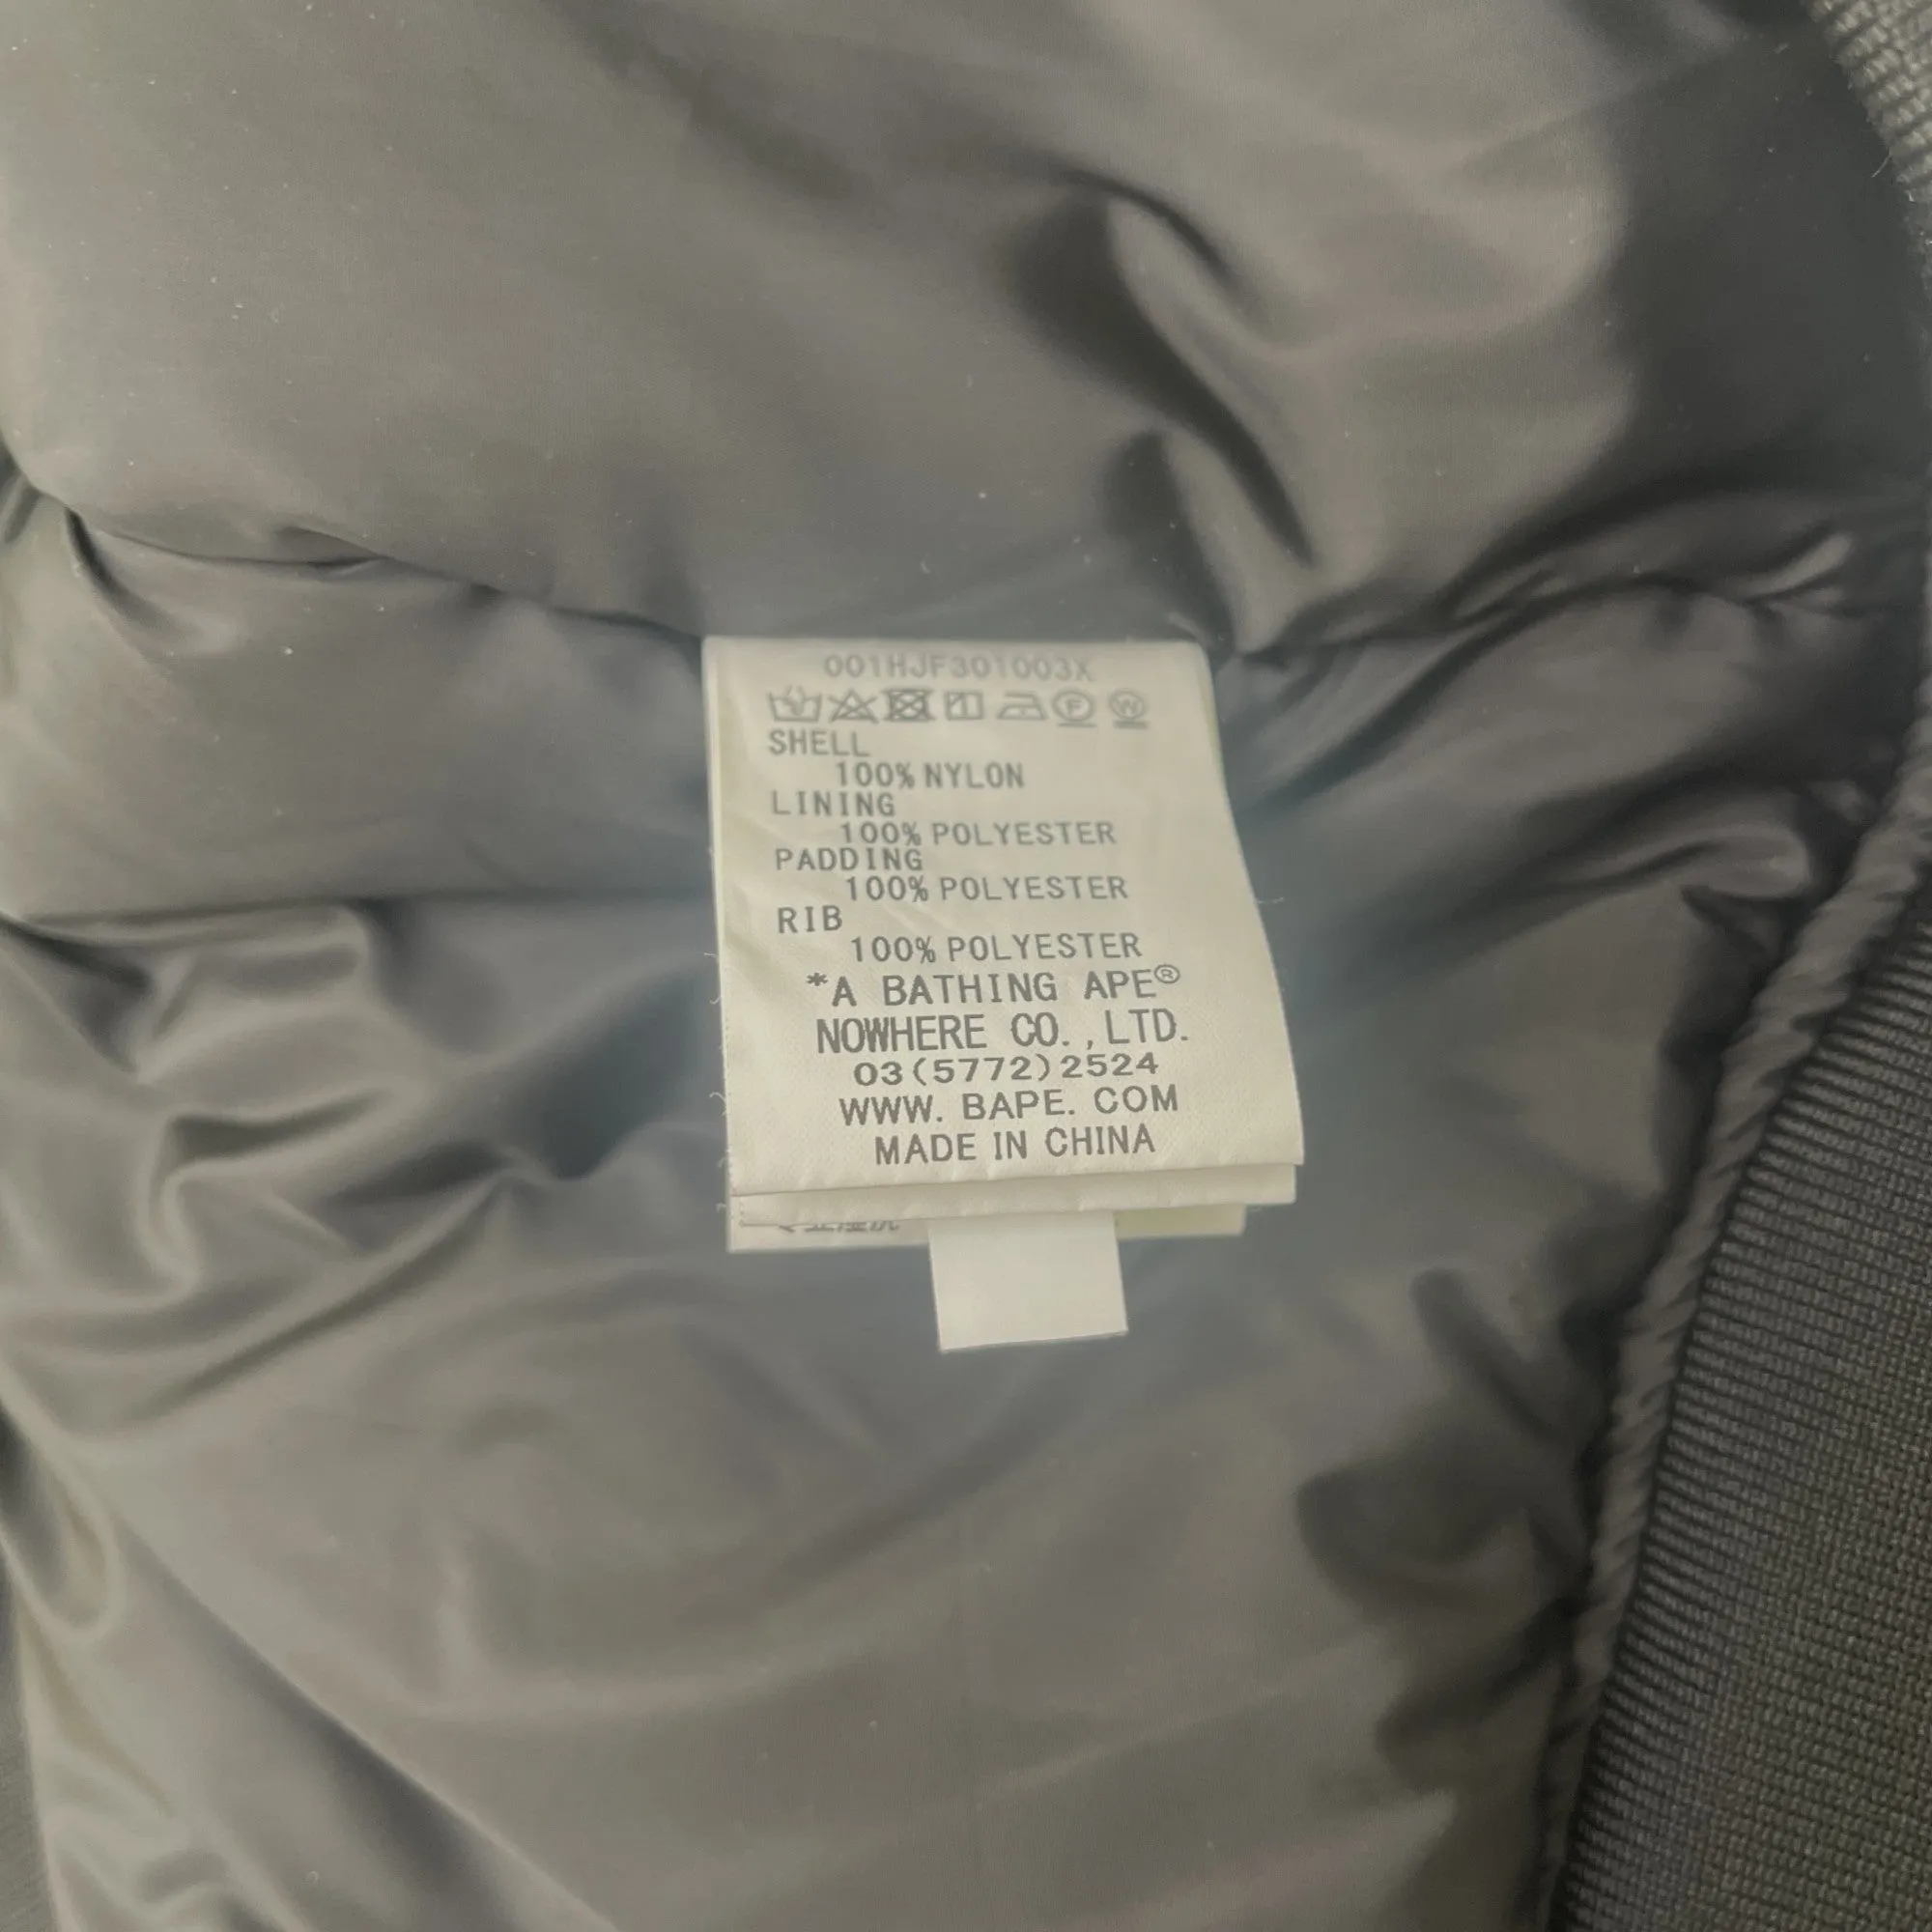 001HJF301003X
SHELL
100% NYLON
LINING
100% POLYESTER
PADDING
100% POLYESTER
RIB
100% POLYESTER
*A BATHING APE®
NOWHERE CO.,LTD.
03(5772)2524
WWW. BAPE. COM
MADE IN CHINA